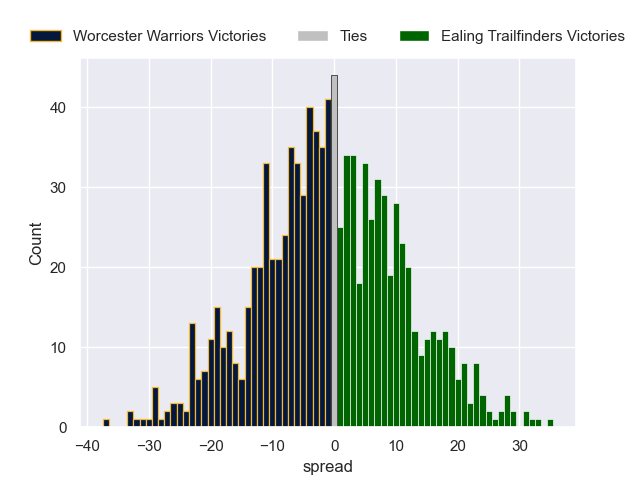 Worcester Warriors Victories Ties Ealing Trailfinders Victories
40
30
20
10
0
Count
−40 −30 −20 −10 0 10 20 30
spread